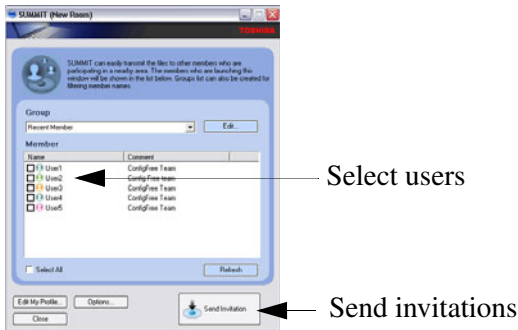 SUMMIT (New Room)
TOSHIBA
SUMMIT can easily transmit the files to other members who are
participating in a nearby area. The members who are launching this
window will be shown in the list below. Groups list can also be created for
filtering member names.
Group
Recent Member
Edit...
Member
Name Comment
User1 ConfigFree Team
User2 Config Free team
User3 ConfigFree Team
User4 ConfigFree Team
User5 ConfigFree Team
Select users
Select All
Refresh
Edit My Profile... Options...
Send Invitation
Send invitations
Close